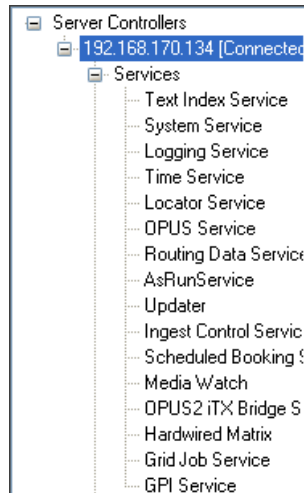 Server Controllers
192.168.170.134 [Connected
Services
Text Index Service
System Service
Logging Service
Time Service
Locator Service
OPUS Service
Routing Data Service
AsRunService
Updater
Ingest Control Servic
Scheduled Booking S
Media Watch
OPUS2 iTX Bridge S
Hardwired Matrix
Grid Job Service
GPI Service